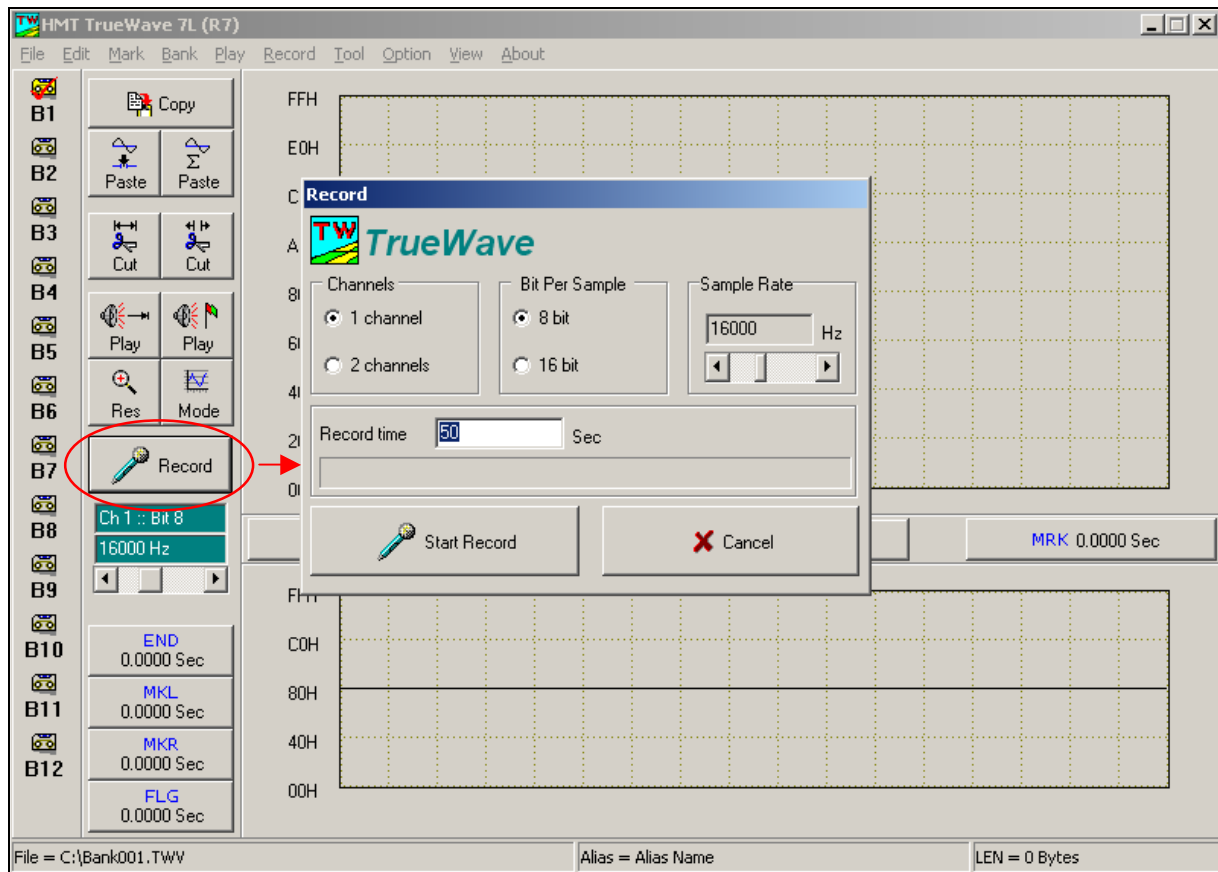 HMT TrueWave 7L (R7)
File Edit Mark Bank Play Record Tool Option View About
B1
B2
B3
B4
B5
B6
B7
B8
B9
B10
B11
B12
Copy
Paste Paste
Cut Cut
Play Play
Res Mode
Record
Ch 1 :: Bit 8
16000 Hz
END
0.0000 Sec
MKL
0.0000 Sec
MKR
0.0000 Sec
FLG
0.0000 Sec
FFH
E0H
Record
TW TrueWave
Channels
1 channel
2 channels
Bit Per Sample
8 bit
16 bit
Sample Rate
16000 Hz
Record time 50 Sec
Start Record Cancel
MRK 0.0000 Sec
C0H
80H
40H
00H
File = C:\Bank001.TWV Alias = Alias Name LEN = 0 Bytes